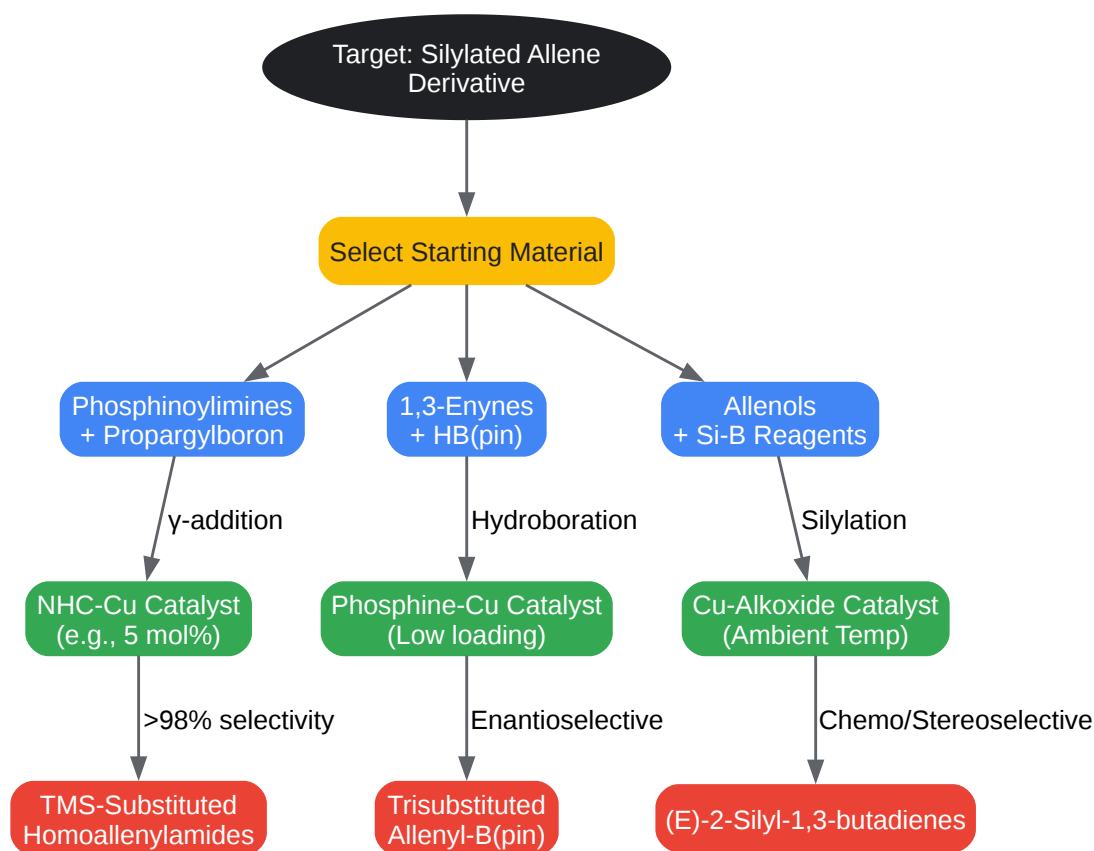 Target: Silylated Allene
Derivative
Select Starting Material
Phosphinoylimines
+ Propargylboron
1,3-Enynes
+ HB(pin)
Allenols
+ Si-B Reagents
γ-addition
Hydroboration
Silylation
NHC-Cu Catalyst
(e.g., 5 mol%)
Phosphine-Cu Catalyst
(Low loading)
Cu-Alkoxide Catalyst
(Ambient Temp)
>98% selectivity
Enantioselective
Chemo/Stereoselective
TMS-Substituted
Homoallenylamides
Trisubstituted
Allenyl-B(pin)
(E)-2-Silyl-1,3-butadienes